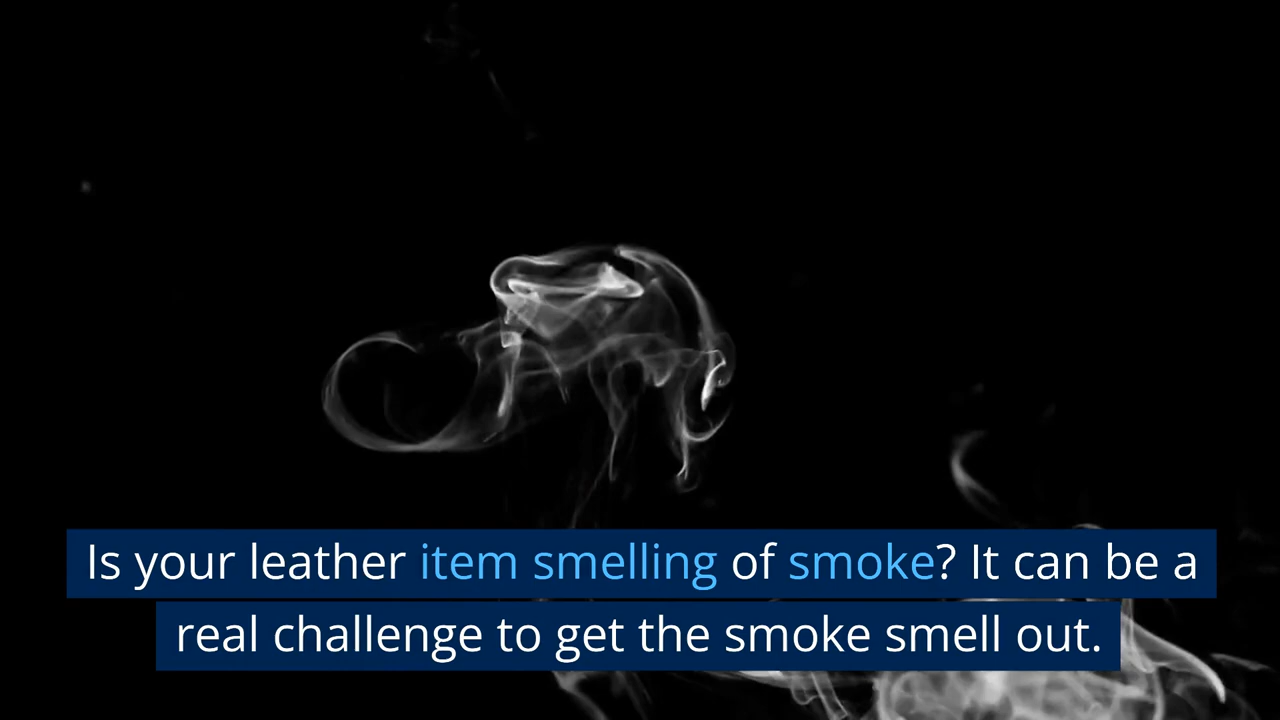 Is your leather item smelling of smoke? It can be a
real challenge to get the smoke smell out.